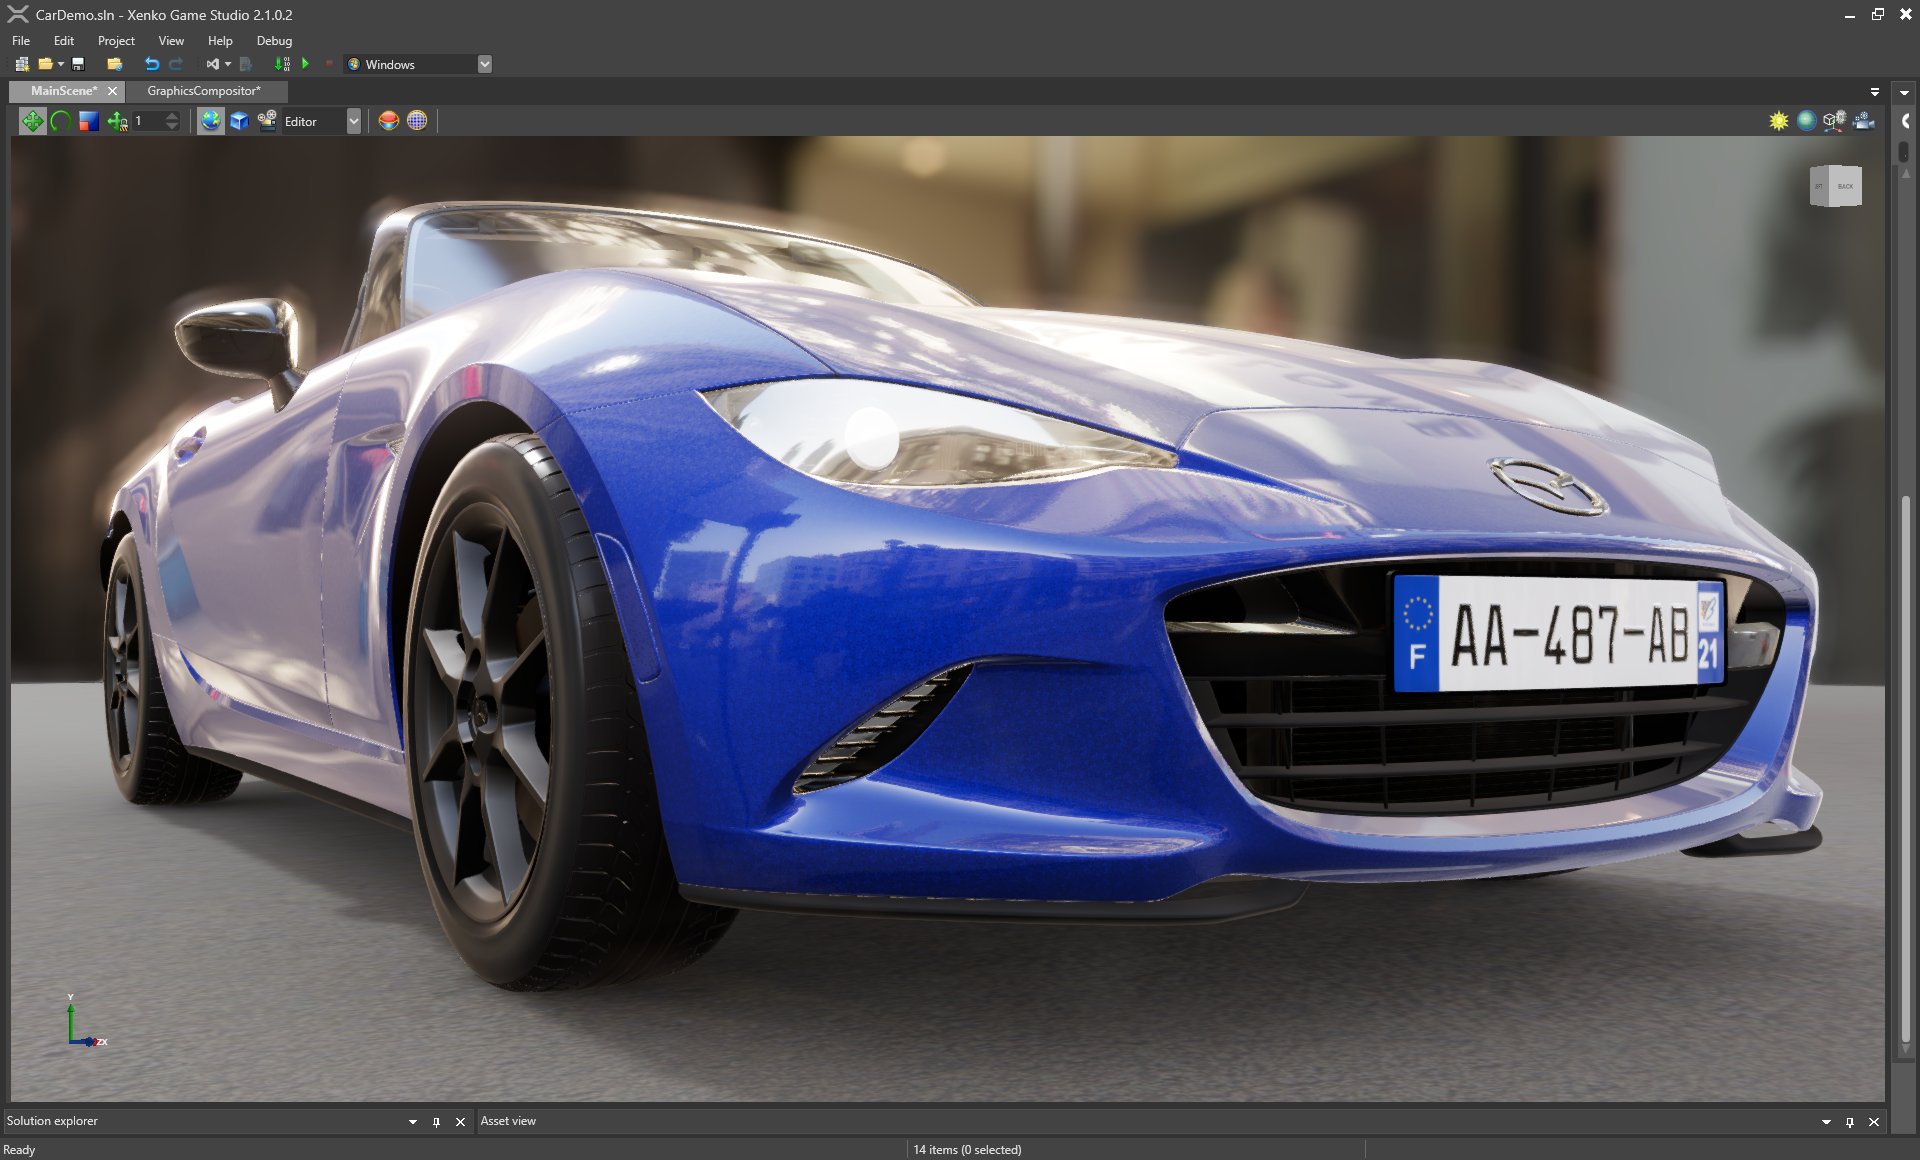 CarDemo.sln - Xenko Game Studio 2.1.0.2
File Edit Project View Help Debug
Windows
MainScene* GraphicsCompositor*
1 Editor
BACK
F AA-487-AB 21
Y
ZX
Solution explorer Asset view
Ready 14 items (0 selected)